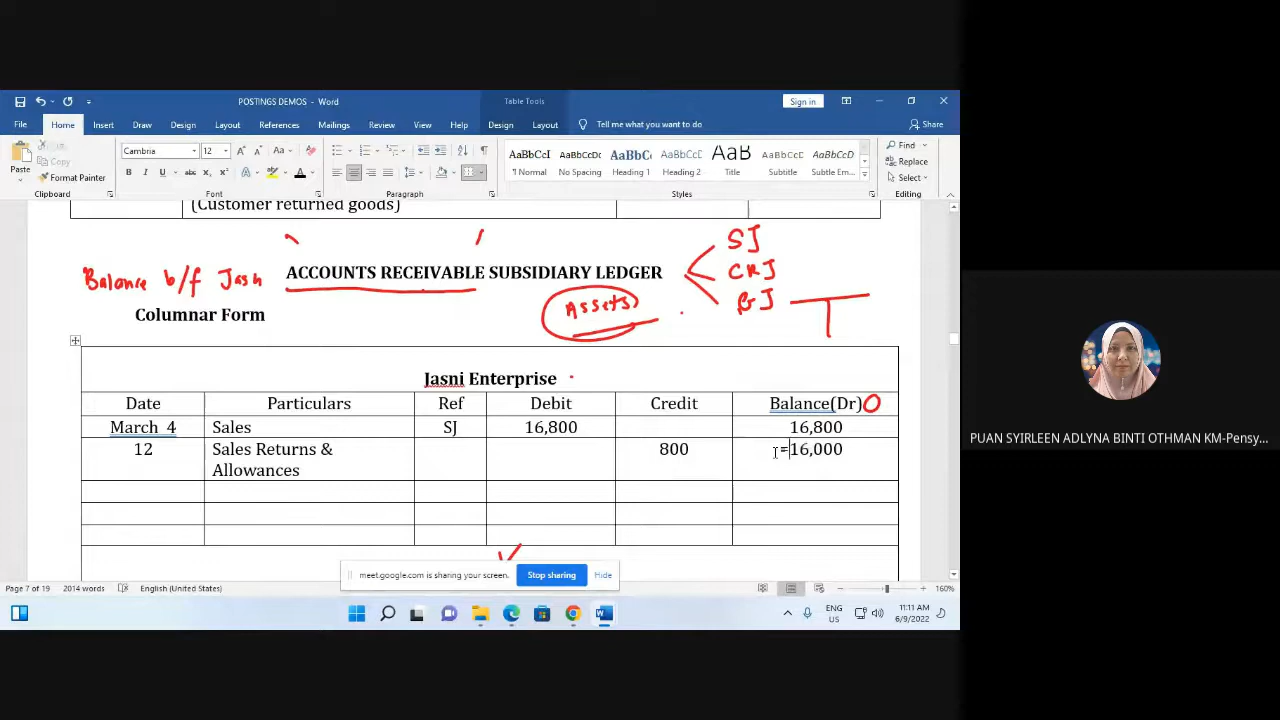 POSTINGS DEMOS - Word
Table Tools
Sign in
File Home Insert Draw Design Layout References Mailings Review View Help Design Layout Tell me what you want to do Share
Paste
Cut
Copy
Format Painter
Clipboard
Cambria 12
Font
Paragraph
AaBbCcI AaBbCcDc AaBbC AaBbCcD AaB AaBbCcD AaBbCcD
¶ Normal No Spacing Heading 1 Heading 2 Title Subtitle Subtle Em...
Styles
Find
Replace
Select
Editing
(Customer returned goods)
SJ
Balance b/f Jash ACCOUNTS RECEIVABLE SUBSIDIARY LEDGER CRJ
Assets GJ
Columnar Form
Jasni Enterprise
Date Particulars Ref Debit Credit Balance(Dr)
March 4 Sales SJ 16,800 16,800
12 Sales Returns & 800 =16,000
Allowances
meet.google.com is sharing your screen. Stop sharing Hide
Page 7 of 19 2014 words English (United States) 160%
ENG
US
11:11 AM
6/9/2022
PUAN SYIRLEEN ADLYNA BINTI OTHMAN KM-Pensy...